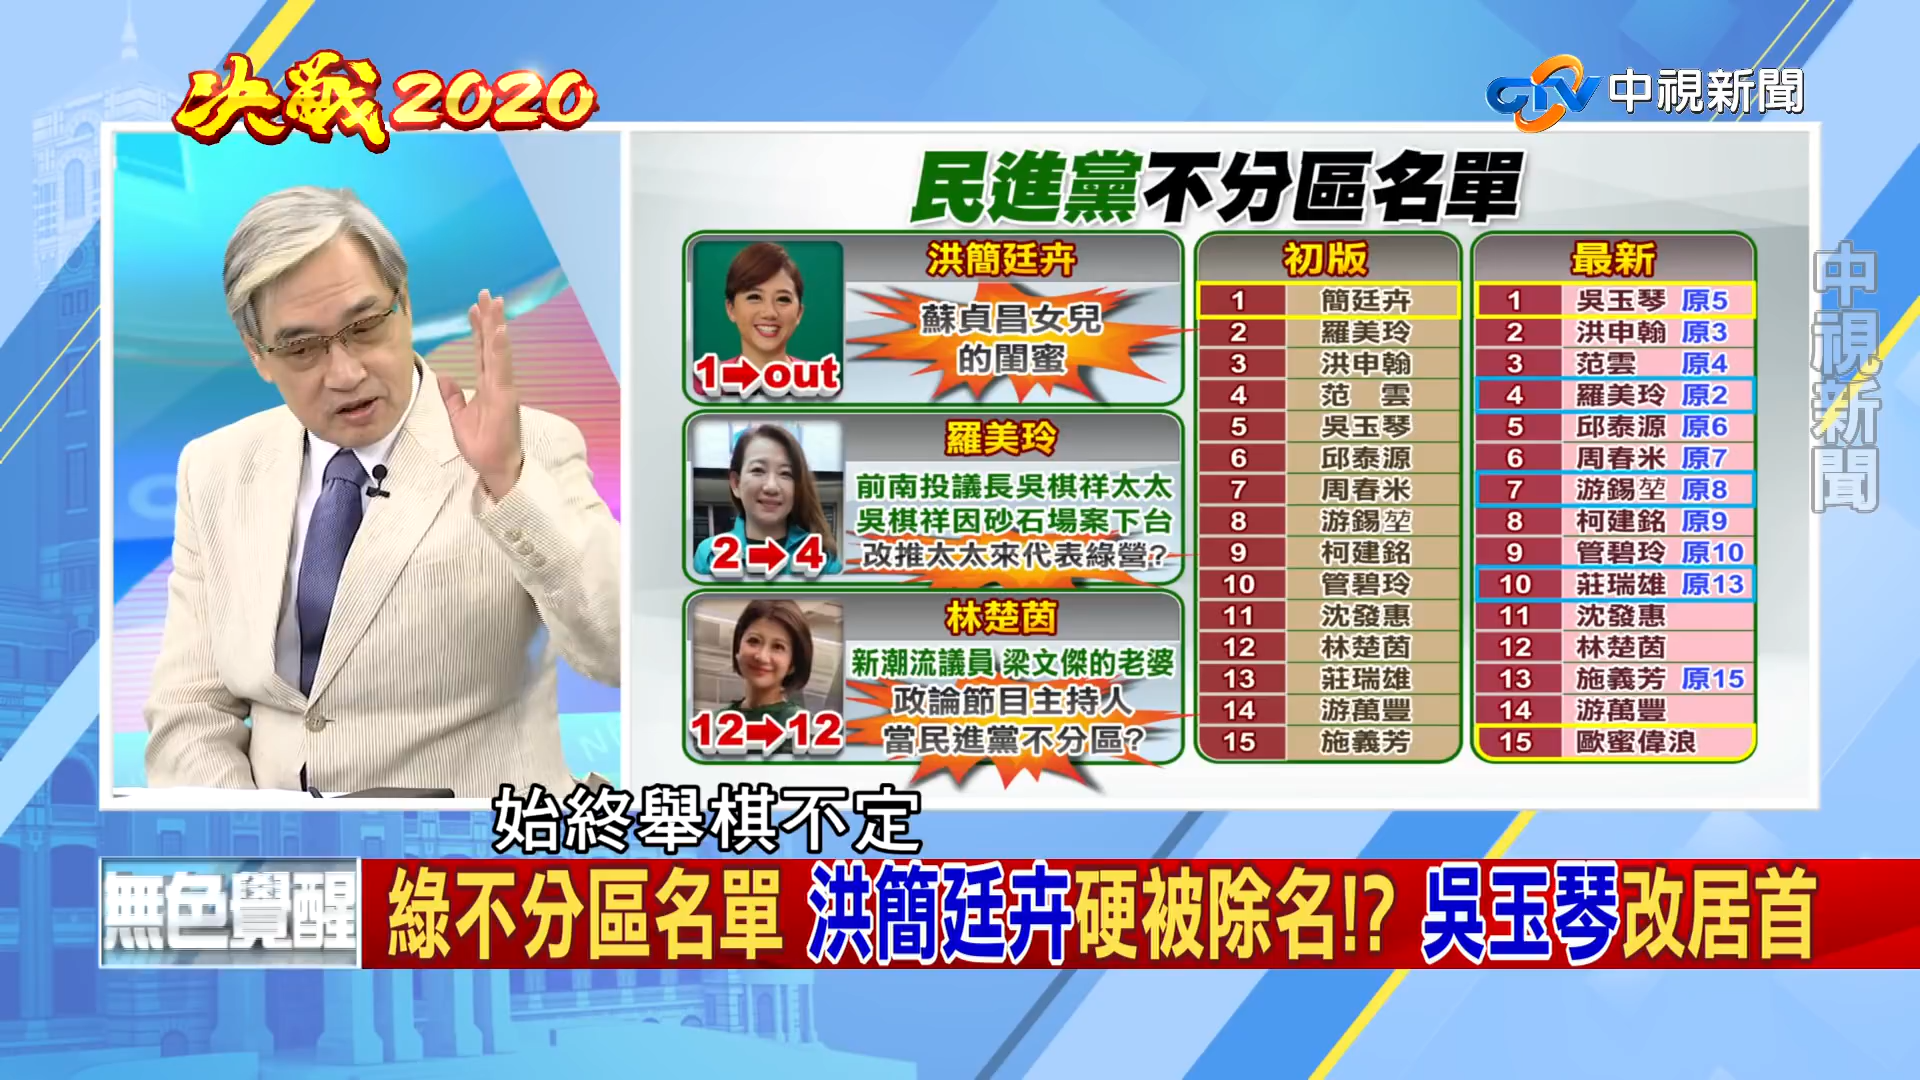 決戰2020
CTV 中視新聞
民進黨不分區名單
洪簡廷卉
蘇貞昌女兒
的閨蜜
1➡out
羅美玲
前南投議長吳棋祥太太
吳棋祥因砂石場案下台
改推太太來代表綠營?
2➡4
林楚茵
新潮流議員 梁文傑的老婆
政論節目主持人
當民進黨不分區?
12➡12
初版
1 簡廷卉
2 羅美玲
3 洪申翰
4 范 雲
5 吳玉琴
6 邱泰源
7 周春米
8 游錫堃
9 柯建銘
10 管碧玲
11 沈發惠
12 林楚茵
13 莊瑞雄
14 游萬豐
15 施義芳
最新
1 吳玉琴 原5
2 洪申翰 原3
3 范雲 原4
4 羅美玲 原2
5 邱泰源 原6
6 周春米 原7
7 游錫堃 原8
8 柯建銘 原9
9 管碧玲 原10
10 莊瑞雄 原13
11 沈發惠
12 林楚茵
13 施義芳 原15
14 游萬豐
15 歐蜜偉浪
中視新聞
始終舉棋不定
無色覺醒
綠不分區名單 洪簡廷卉硬被除名!? 吳玉琴改居首